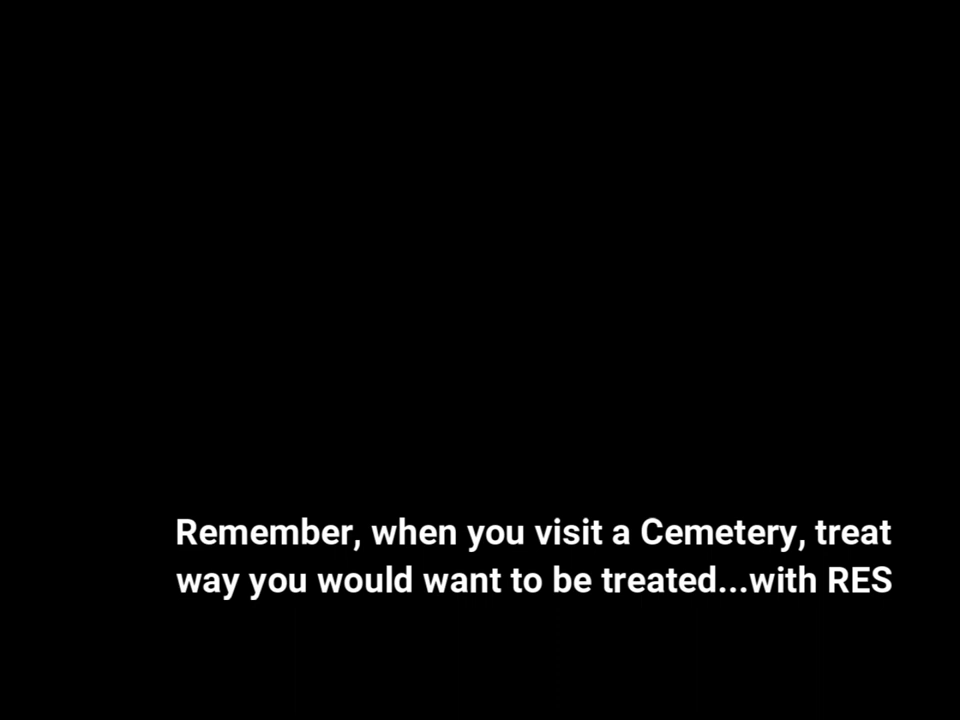 Remember, when you visit a Cemetery, treat
way you would want to be treated...with RES